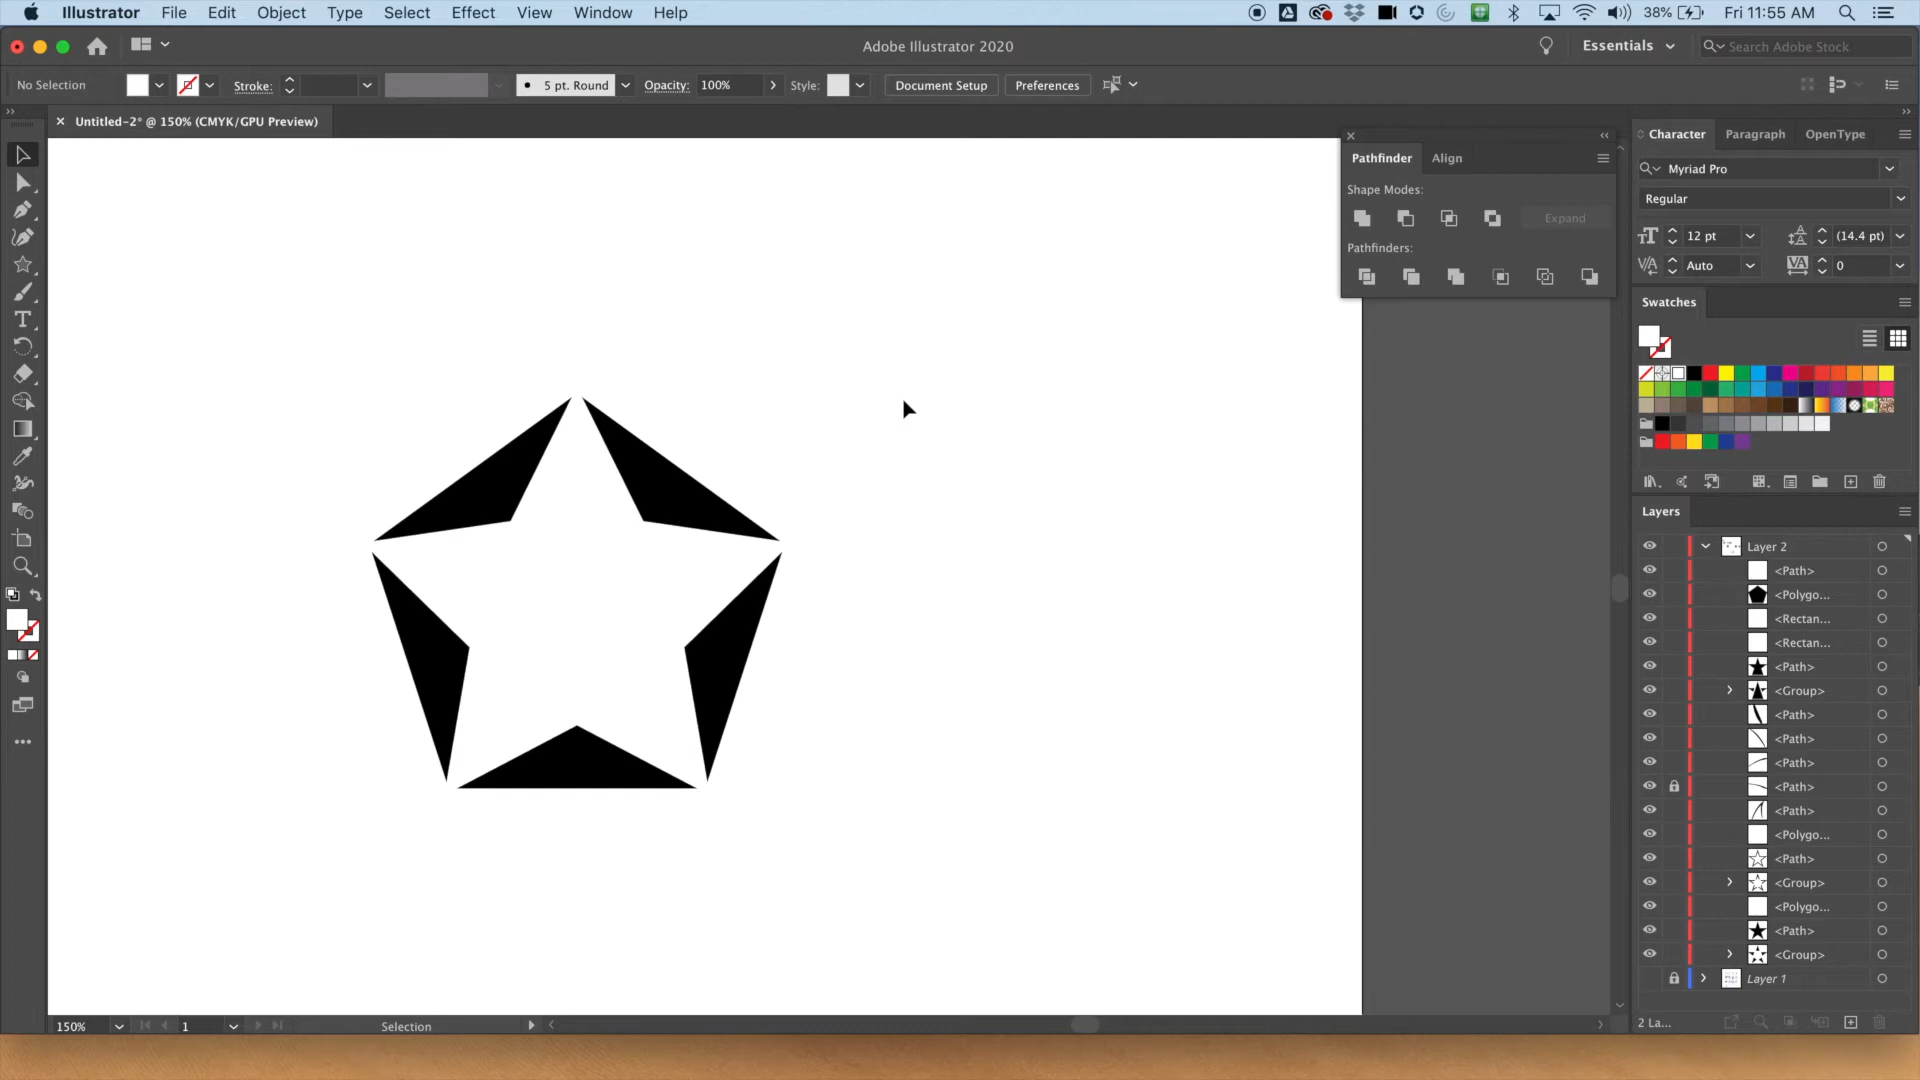 Illustrator File Edit Object Type Select Effect View Window Help 38% Fri 11:55 AM
Adobe Illustrator 2020 Essentials Search Adobe Stock
No Selection Stroke: 5 pt. Round Opacity: 100% Style: Document Setup Preferences
Untitled-2* @ 150% (CMYK/GPU Preview)
Pathfinder Align
Shape Modes:
Expand
Pathfinders:
Character Paragraph OpenType
Myriad Pro
Regular
12 pt (14.4 pt)
Auto 0
Swatches
Layers
Layer 2
<Path>
<Polygo...
<Rectan...
<Rectan...
<Path>
<Group>
<Path>
<Path>
<Path>
<Path>
<Path>
<Polygo...
<Path>
<Group>
<Polygo...
<Path>
<Group>
Layer 1
2 La...
150% 1 Selection